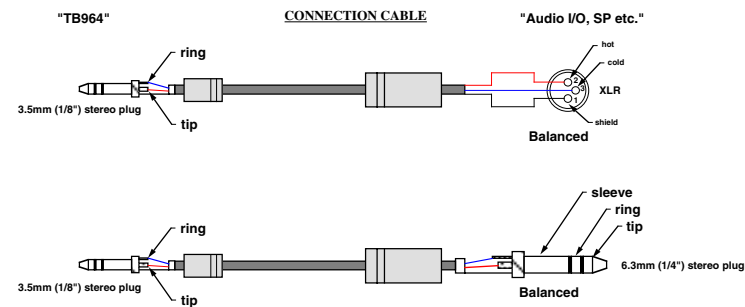 "TB964"
CONNECTION CABLE
"Audio I/O, SP etc."
ring
3.5mm (1/8") stereo plug
tip
hot
cold
2
3
1
XLR
shield
Balanced
ring
3.5mm (1/8") stereo plug
tip
sleeve
ring
tip
6.3mm (1/4") stereo plug
Balanced